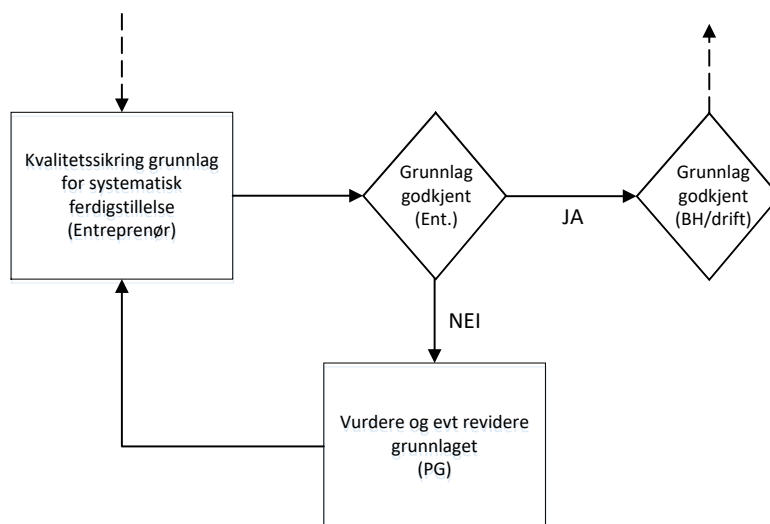 Kvalitetssikring grunnlag
for systematisk
ferdigstillelse
(Entreprenør)
Grunnlag
godkjent
(Ent.)
JA
Grunnlag
godkjent
(BH/drift)
NEI
Vurdere og evt revidere
grunnlaget
(PG)